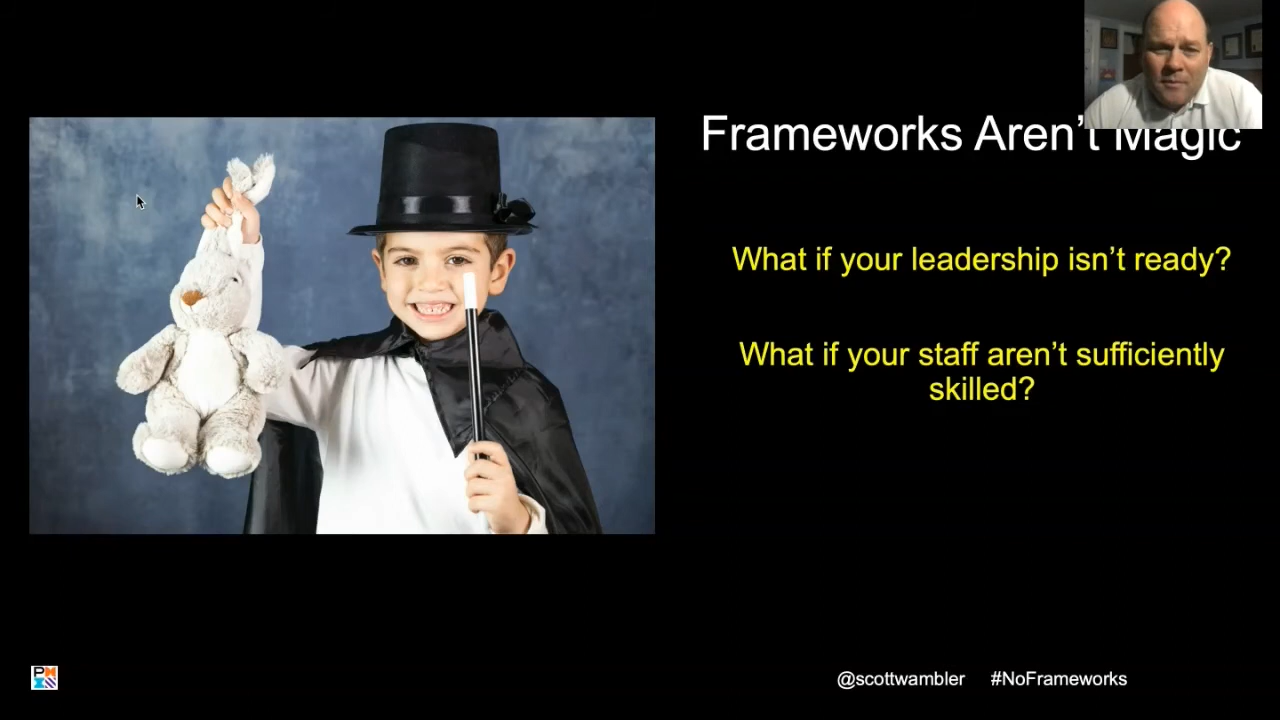 Frameworks Aren't Magic
What if your leadership isn't ready?
What if your staff aren't sufficiently
skilled?
@scottwambler #NoFrameworks